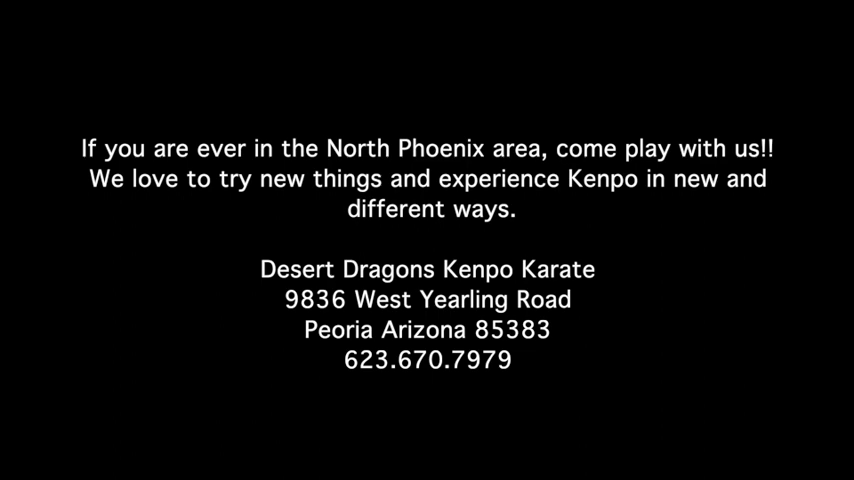 If you are ever in the North Phoenix area, come play with us!!
We love to try new things and experience Kenpo in new and
different ways.
Desert Dragons Kenpo Karate
9836 West Yearling Road
Peoria Arizona 85383
623.670.7979